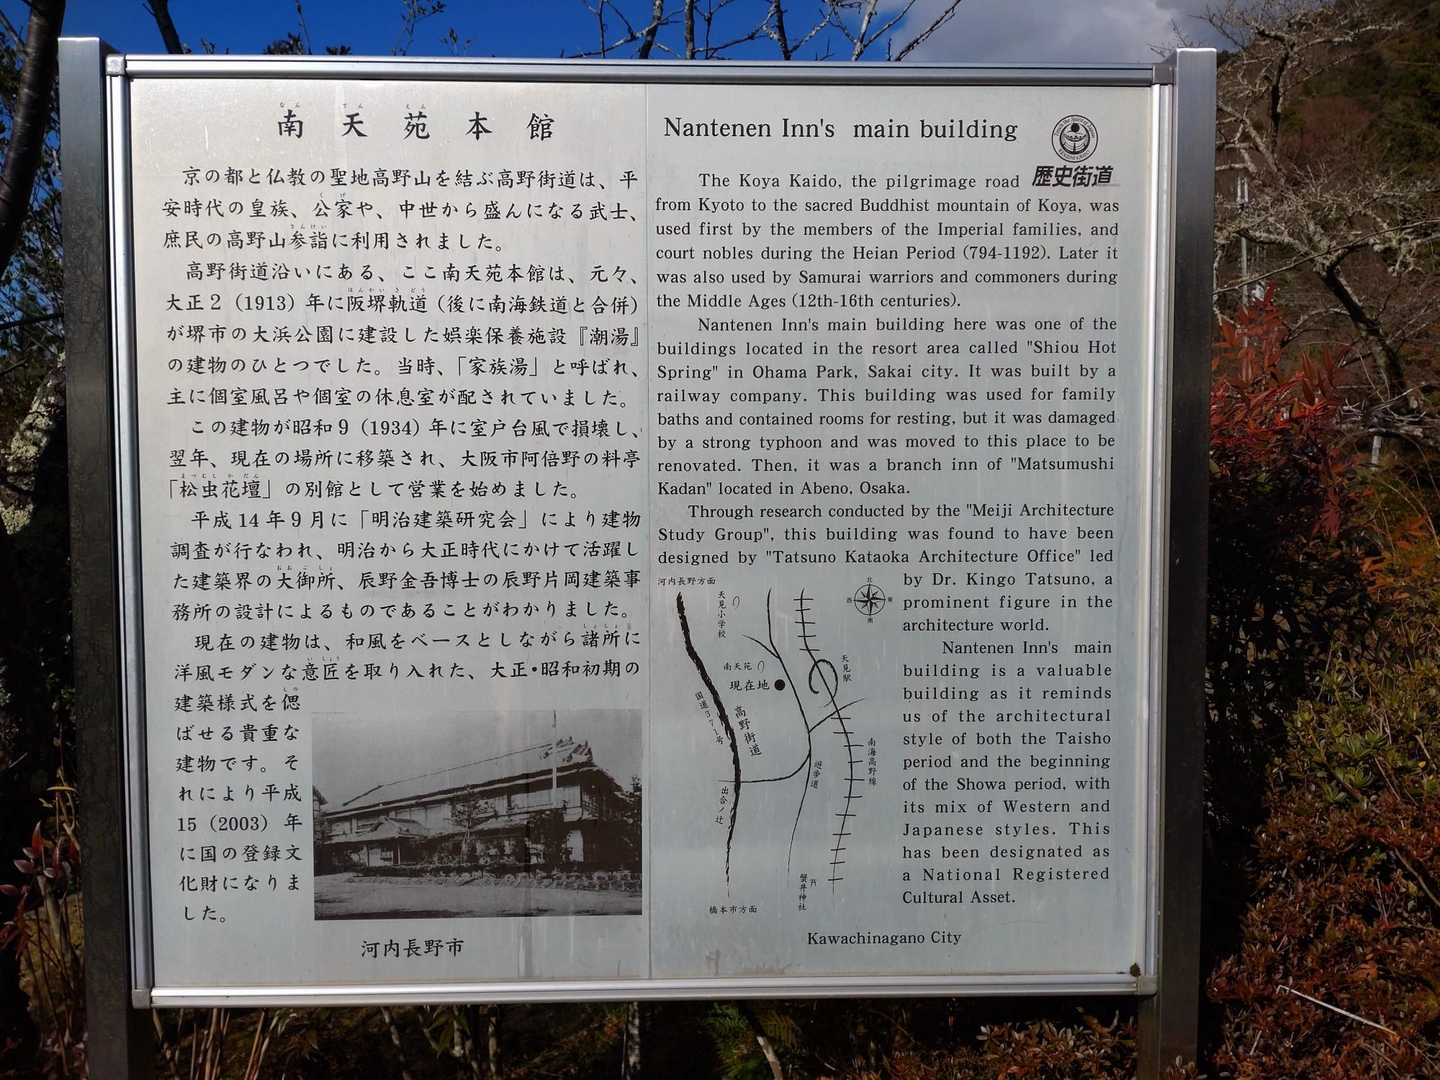 南天苑本館
京の都と仏教の聖地高野山を結ぶ高野街道は、平
安時代の皇族、公家や、中世から盛んになる武士、
庶民の高野山参詣に利用されました。
高野街道沿いにある、ここ南天苑本館は、元々、
大正2（1913）年に阪堺軌道（後に南海鉄道と合併）
が堺市の大浜公園に建設した娯楽保養施設『潮湯』
の建物のひとつでした。当時、「家族湯」と呼ばれ、
主に個室風呂や個室の休息室が配されていました。
この建物が昭和9（1934）年に室戸台風で損壊し、
翌年、現在の場所に移築され、大阪市阿倍野の料亭
「松虫花壇」の別館として営業を始めました。
平成14年9月に「明治建築研究会」により建物
調査が行なわれ、明治から大正時代にかけて活躍し
た建築界の大御所、辰野金吾博士の辰野片岡建築事
務所の設計によるものであることがわかりました。
現在の建物は、和風をベースとしながら諸所に
洋風モダンな意匠を取り入れた、大正・昭和初期の
建築様式を偲
ばせる貴重な
建物です。そ
れにより平成
15（2003）年
に国の登録文
化財になりま
した。
河内長野市
Nantenen Inn's main building
歴史街道
The Koya Kaido, the pilgrimage road
from Kyoto to the sacred Buddhist mountain of Koya, was
used first by the members of the Imperial families, and
court nobles during the Heian Period (794-1192). Later it
was also used by Samurai warriors and commoners during
the Middle Ages (12th-16th centuries).
Nantenen Inn's main building here was one of the
buildings located in the resort area called "Shiou Hot
Spring" in Ohama Park, Sakai city. It was built by a
railway company. This building was used for family
baths and contained rooms for resting, but it was damaged
by a strong typhoon and was moved to this place to be
renovated. Then, it was a branch inn of "Matsumushi
Kadan" located in Abeno, Osaka.
Through research conducted by the "Meiji Architecture
Study Group", this building was found to have been
designed by "Tatsuno Kataoka Architecture Office" led
by Dr. Kingo Tatsuno, a
prominent figure in the
architecture world.
Nantenen Inn's main
building is a valuable
building as it reminds
us of the architectural
style of both the Taisho
period and the beginning
of the Showa period, with
its mix of Western and
Japanese styles. This
has been designated as
a National Registered
Cultural Asset.
河内長野方面
天見小学校
北
西
東
南
南天苑
現在地
天見駅
国道371号
高野街道
南海高野線
遊歩道
出合ノ辻
蟹井神社
橋本市方面
Kawachinagano City